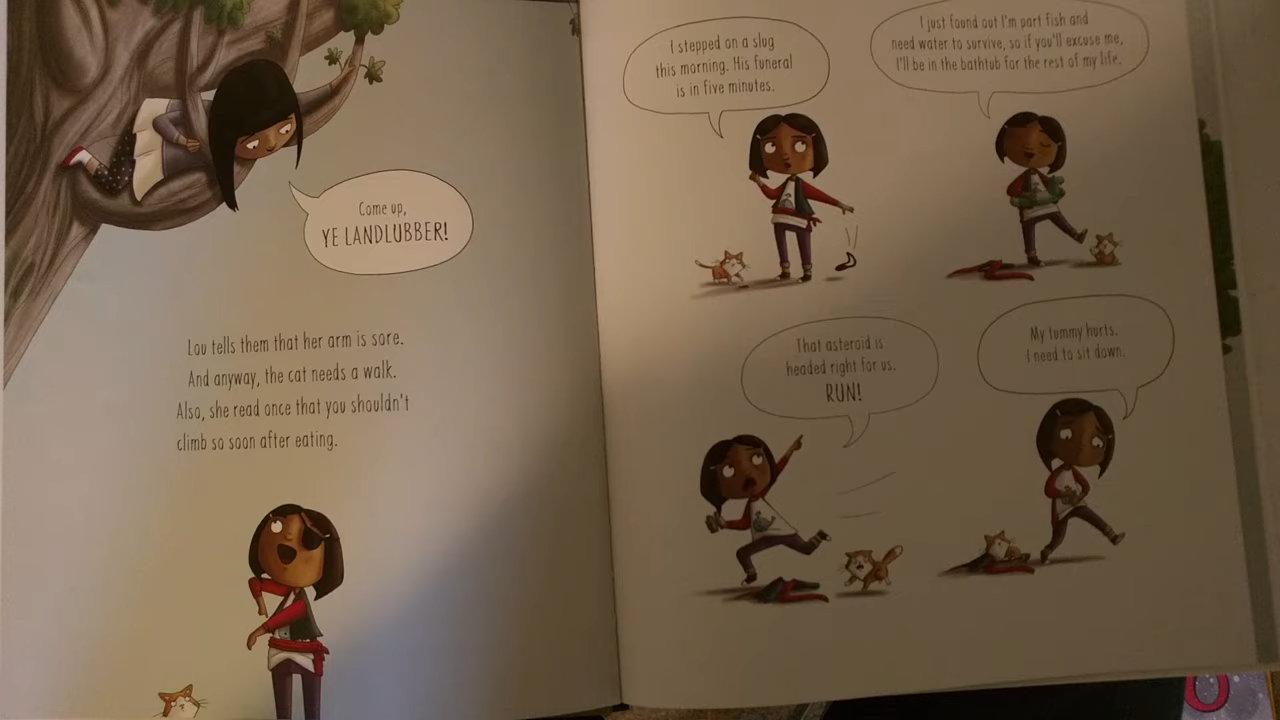 Come up,
YE LANDLUBBER!
Lou tells them that her arm is sore.
And anyway, the cat needs a walk.
Also, she read once that you shouldn't
climb so soon after eating.
I stepped on a slug
this morning. His funeral
is in five minutes.
I just found out I'm part fish and
need water to survive, so if you'll excuse me,
I'll be in the bathtub for the rest of my life.
That asteroid is
headed right for us.
RUN!
My tummy hurts.
I need to sit down.